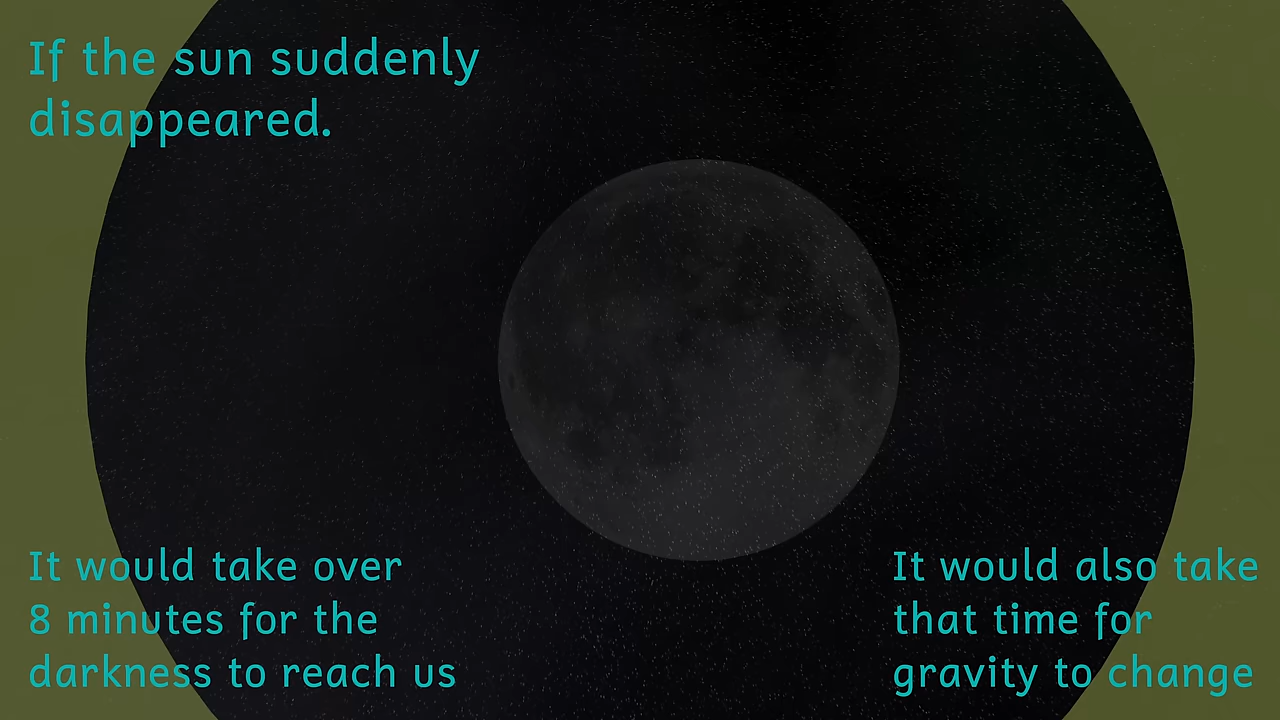 If the sun suddenly
disappeared.
It would take over
8 minutes for the
darkness to reach us
It would also take
that time for
gravity to change